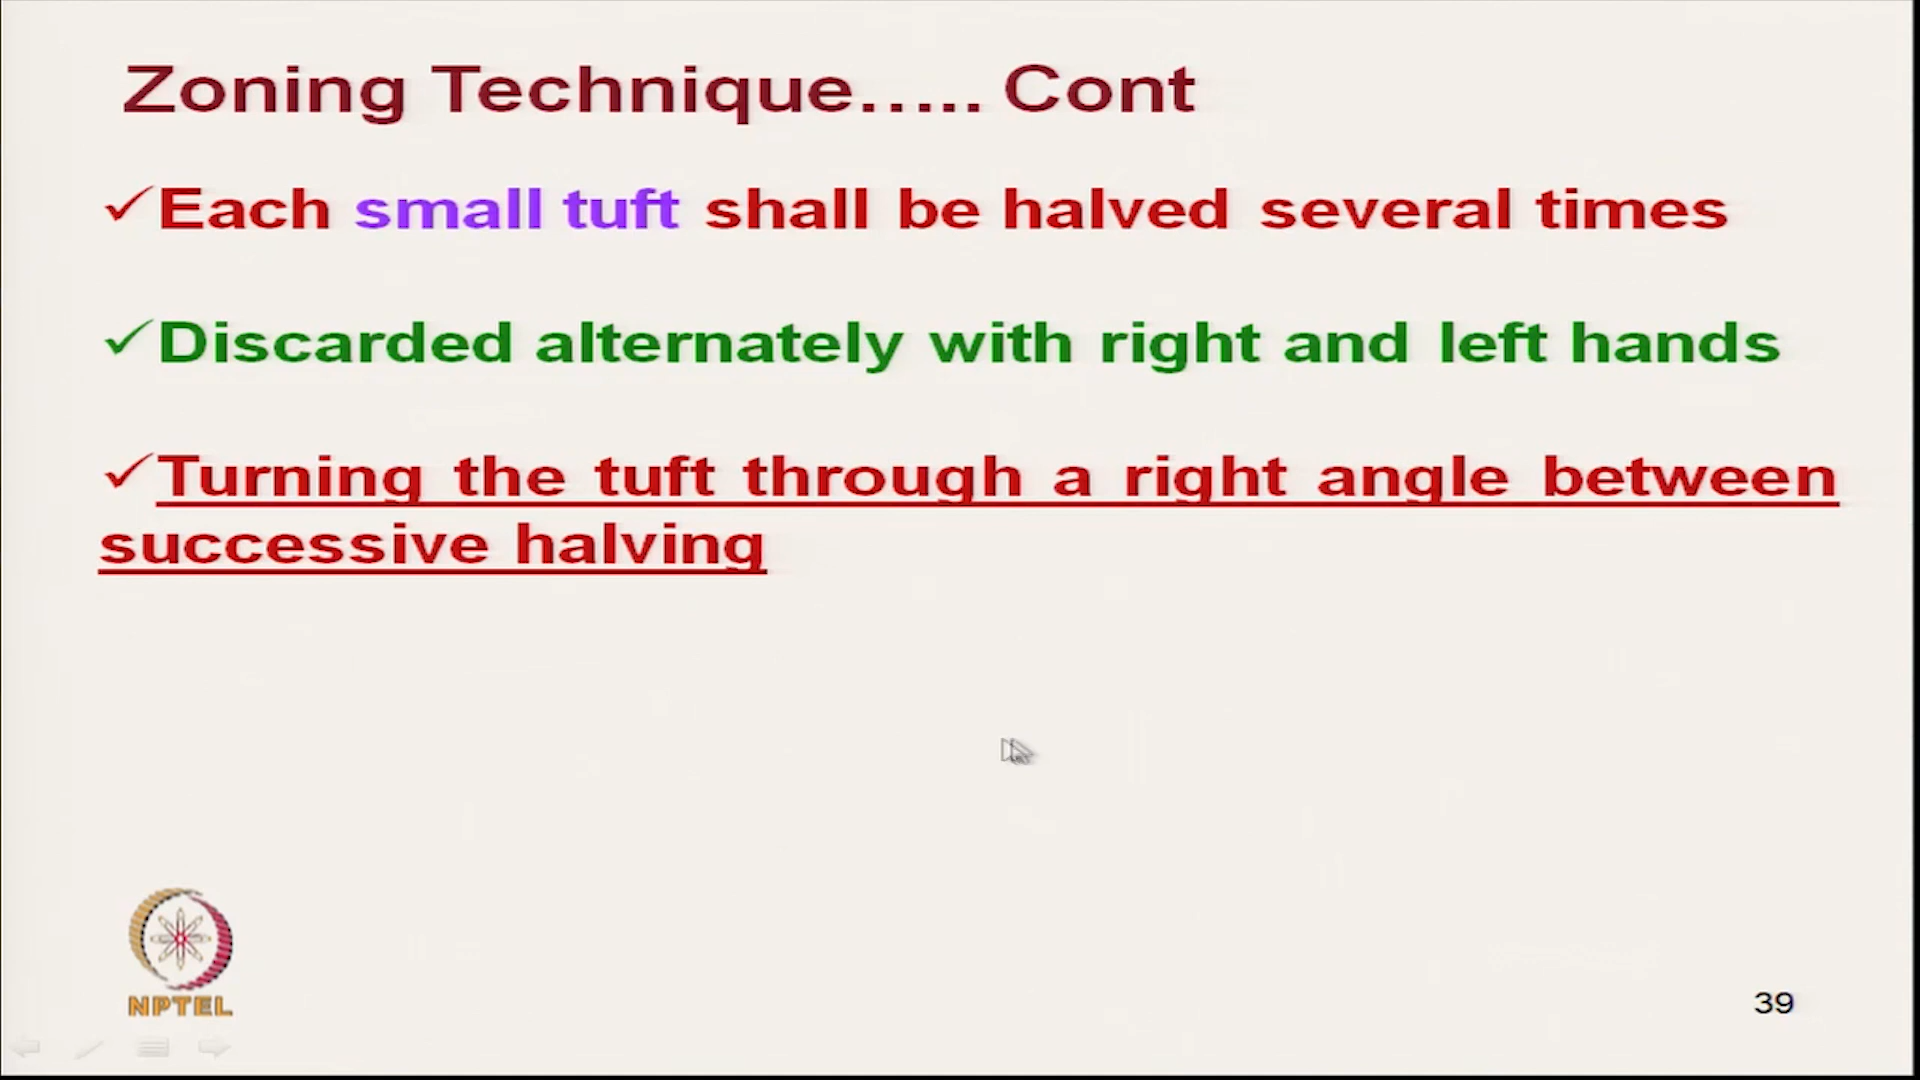 Zoning Technique….. Cont
✓Each small tuft shall be halved several times
✓Discarded alternately with right and left hands
✓Turning the tuft through a right angle between
successive halving
NPTEL
39